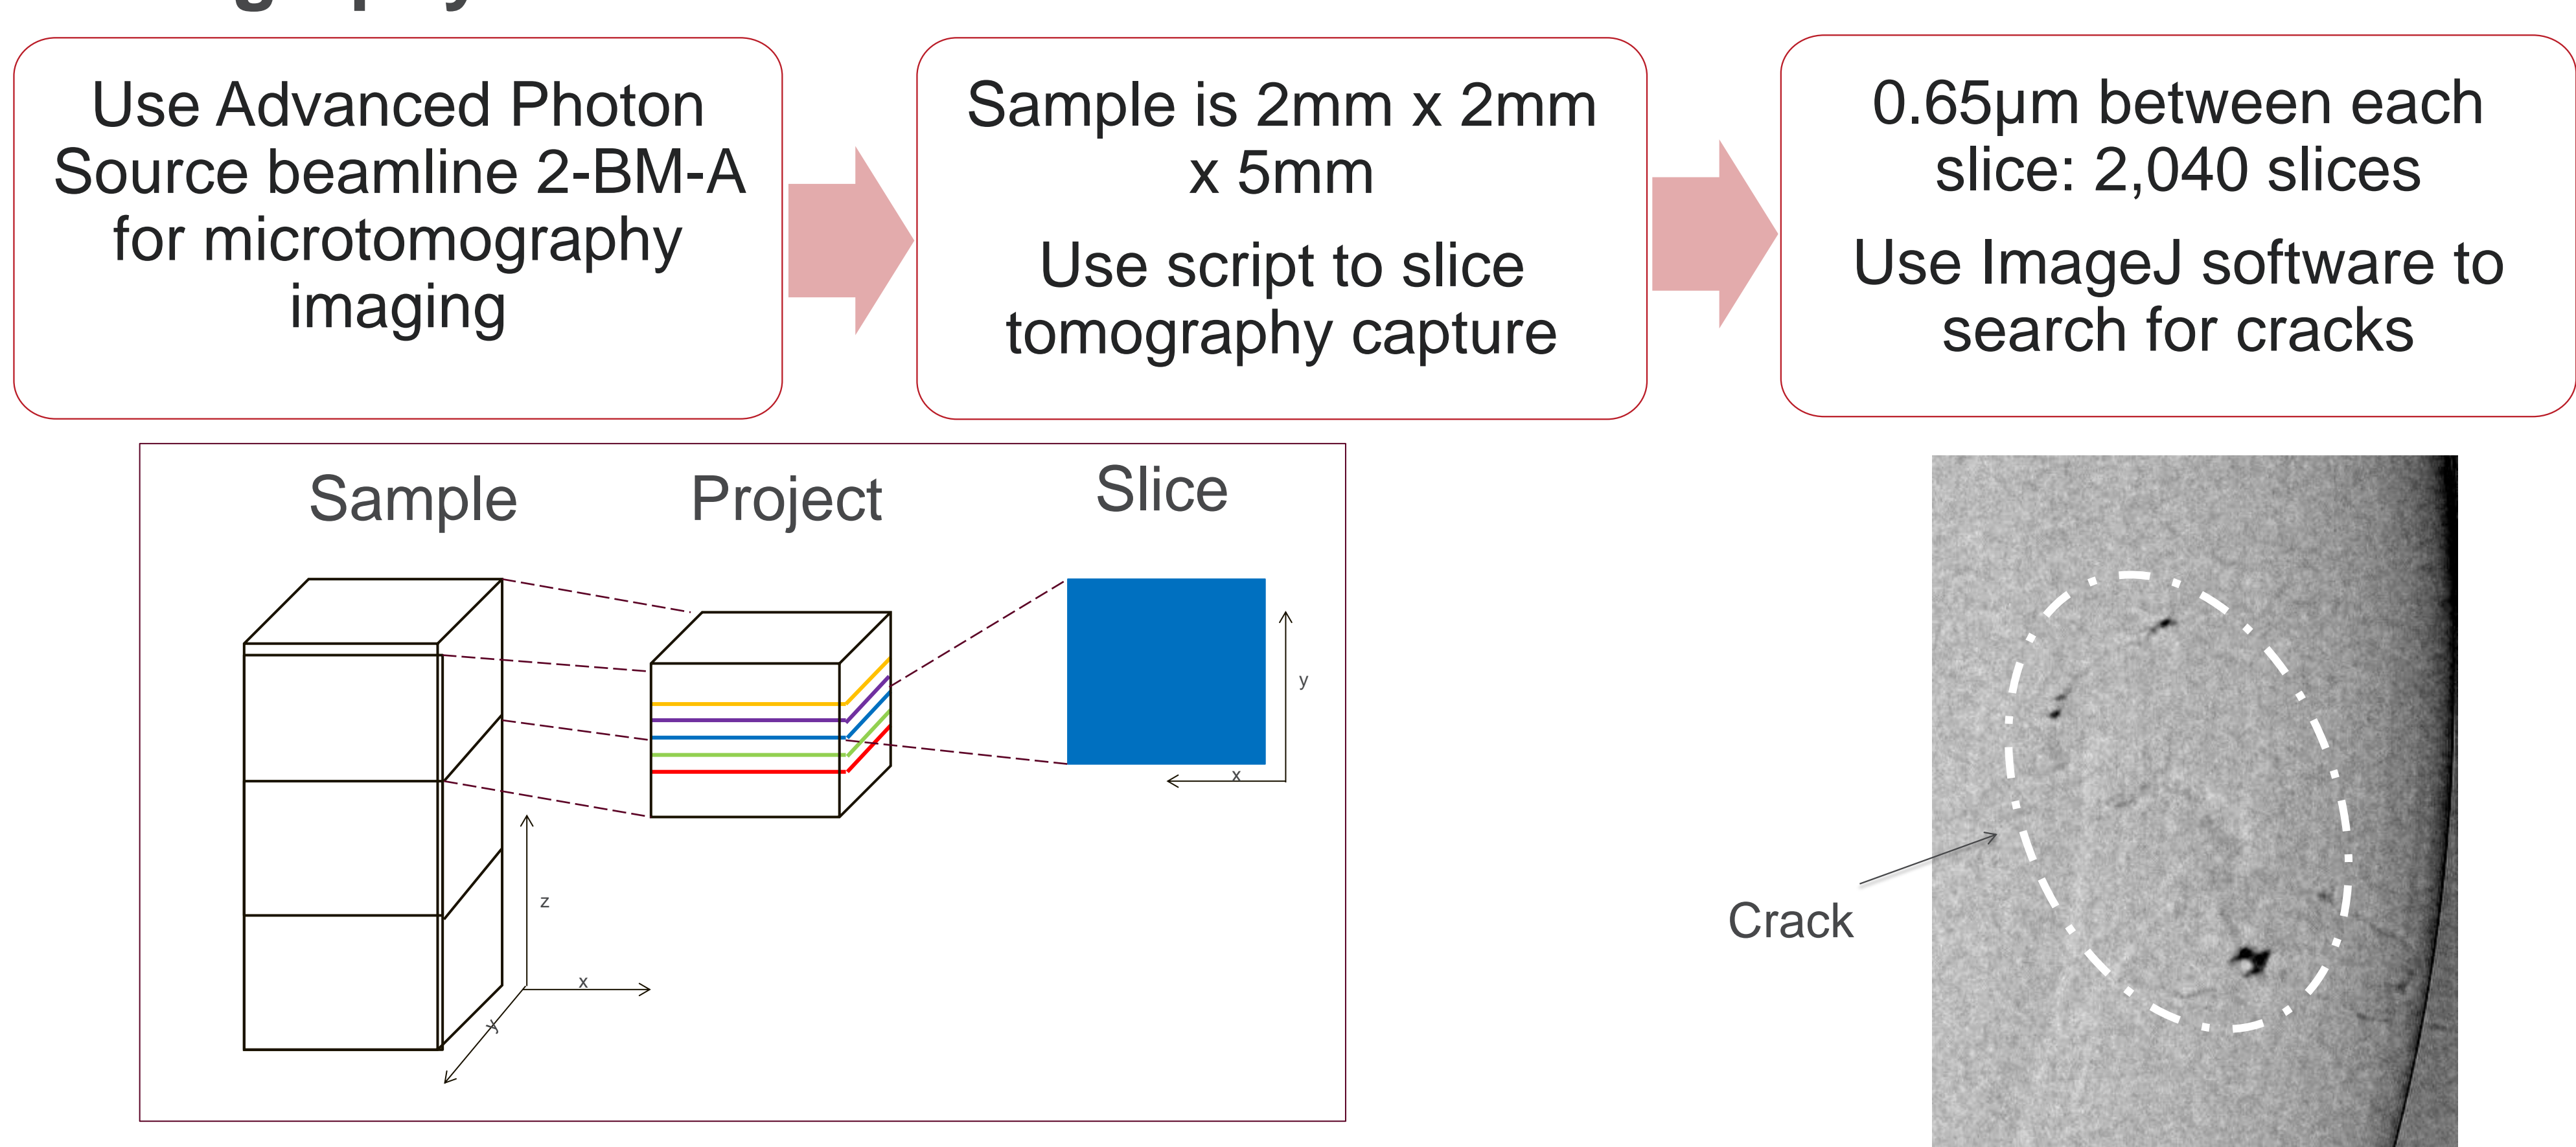 Use Advanced Photon
Source beamline 2-BM-A
for microtomography
imaging
Sample is 2mm x 2mm
x 5mm
Use script to slice
tomography capture
0.65µm between each
slice: 2,040 slices
Use ImageJ software to
search for cracks
Sample
Project
Slice
y
x
z
x
y
Crack